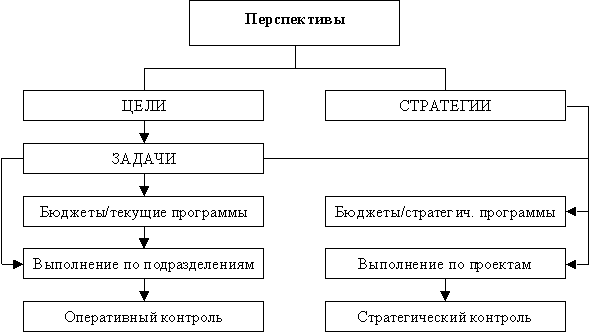 Перспективы
ЦЕЛИ
СТРАТЕГИИ
ЗАДАЧИ
Бюджеты/текущие программы
Бюджеты/стратегич. программы
Выполнение по подразделениям
Выполнение по проектам
Оперативный контроль
Стратегический контроль